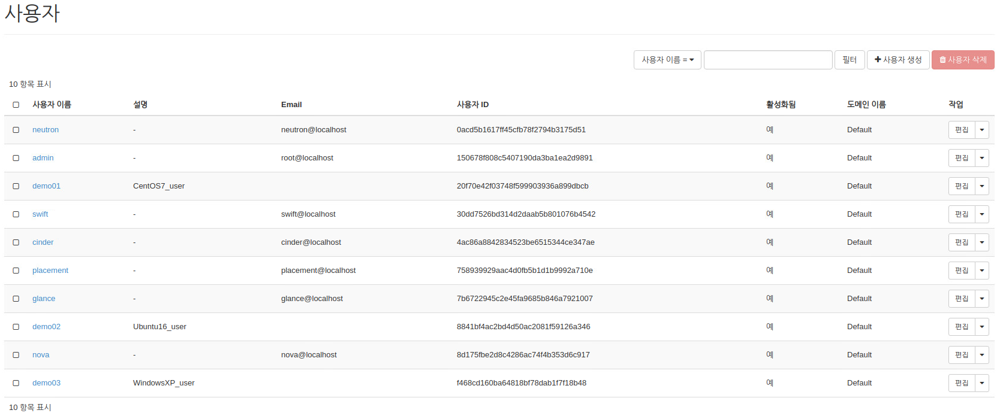 사용자
사용자 이름 = 필터 사용자 생성 사용자 삭제
10 항목 표시
사용자 이름 설명 Email 사용자 ID 활성화됨 도메인 이름 작업
neutron - neutron@localhost 0acd5b1617ff45cfb78f2794b3175d51 예 Default 편집
admin - root@localhost 150678f808c5407190da3ba1ea2d9891 예 Default 편집
demo01 CentOS7_user 20f70e42f03748f599903936a899dbcb 예 Default 편집
swift - swift@localhost 30dd7526bd314d2daab5b801076b4542 예 Default 편집
cinder - cinder@localhost 4ac86a8842834523be6515344ce347ae 예 Default 편집
placement - placement@localhost 758939929aac4d0fb5b1d1b9992a710e 예 Default 편집
glance - glance@localhost 7b6722945c2e45fa9685b846a7921007 예 Default 편집
demo02 Ubuntu16_user 8841bf4ac2bd4d50ac2081f59126a346 예 Default 편집
nova - nova@localhost 8d175fbe2d8c4286ac74f4b353d6c917 예 Default 편집
demo03 WindowsXP_user f468cd160ba64818bf78dab1f7f18b48 예 Default 편집
10 항목 표시